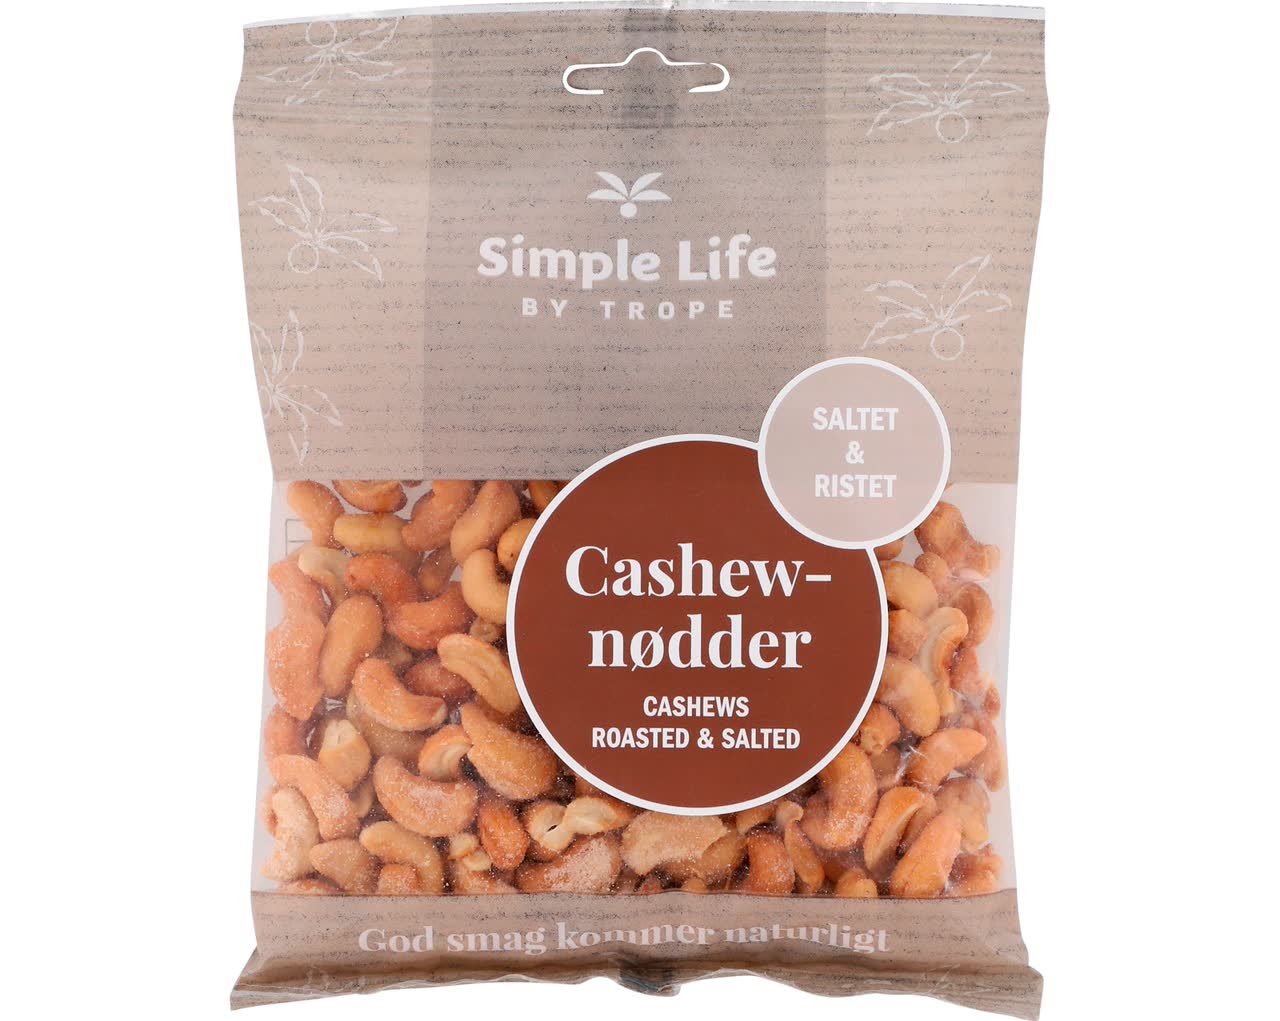 Simple Life
BY TROPE
SALTET
&
RISTET
Cashew-
nødder
CASHEWS
ROASTED & SALTED
God smag kommer naturligt